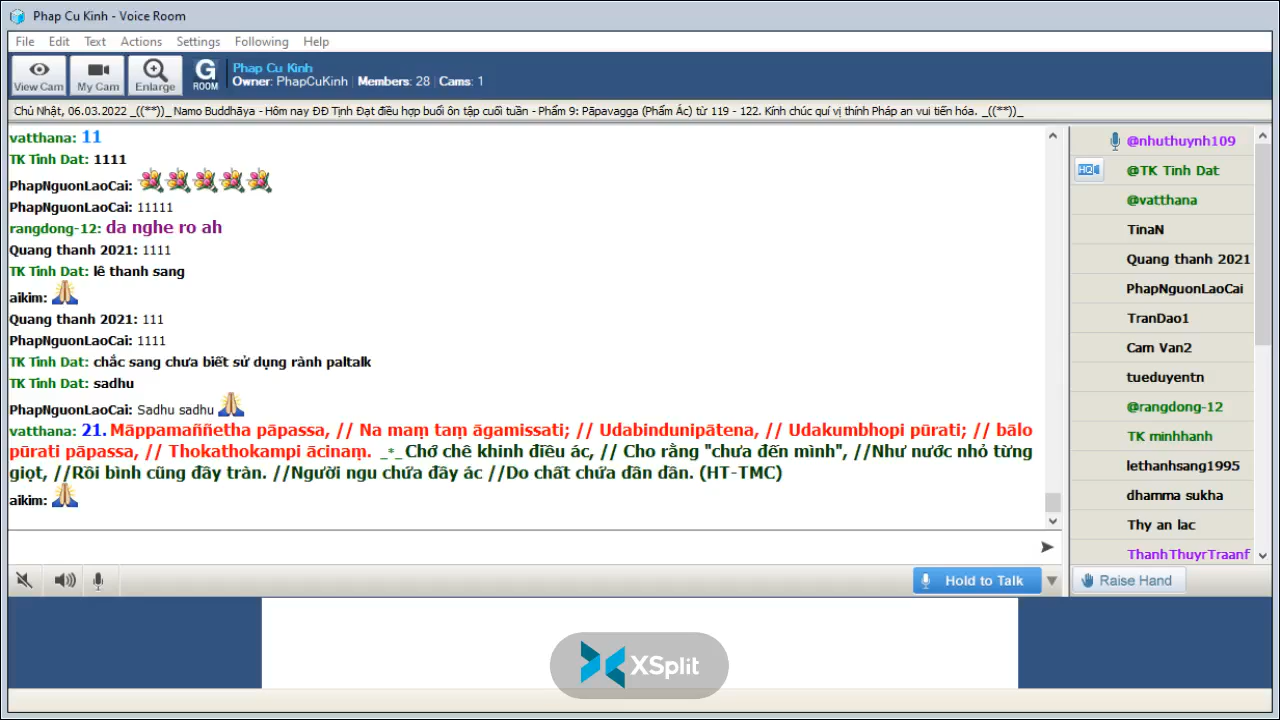 Phap Cu Kinh - Voice Room
File Edit Text Actions Settings Following Help
View Cam My Cam Enlarge G ROOM Phap Cu Kinh
Owner: PhapCuKinh Members: 28 Cams: 1
Chủ Nhật, 06.03.2022 _((**))_ Namo Buddhāya - Hôm nay ĐĐ Tịnh Đạt điều hợp buổi ôn tập cuối tuần - Phẩm 9: Pāpavagga (Phẩm Ác) từ 119 - 122. Kính chúc quí vị thính Pháp an vui tiến hóa. _((**))_
vatthana: 11
TK Tinh Dat: 1111
PhapNguonLaoCai:
PhapNguonLaoCai: 11111
rangdong-12: da nghe ro ah
Quang thanh 2021: 1111
TK Tinh Dat: lê thanh sang
aikim:
Quang thanh 2021: 111
PhapNguonLaoCai: 1111
TK Tinh Dat: chắc sang chưa biết sử dụng rành paltalk
TK Tinh Dat: sadhu
PhapNguonLaoCai: Sadhu sadhu
vatthana: 21. Māppamaññetha pāpassa, // Na maṃ taṃ āgamissati; // Udabindunipātena, // Udakumbhopi pūrati; // bālo
pūrati pāpassa, // Thokathokampi ācinaṃ. _*_ Chớ chê khinh điều ác, // Cho rằng "chưa đến mình", //Như nước nhỏ từng
giọt, //Rồi bình cũng đầy tràn. //Người ngu chứa đầy ác //Do chất chứa dần dần. (HT-TMC)
aikim:
@nhuthuynh109
HQ @TK Tinh Dat
@vatthana
TinaN
Quang thanh 2021
PhapNguonLaoCai
TranDao1
Cam Van2
tueduyentn
@rangdong-12
TK minhhanh
lethanhsang1995
dhamma sukha
Thy an lac
ThanhThuyrTraanf
Hold to Talk
Raise Hand
XSplit